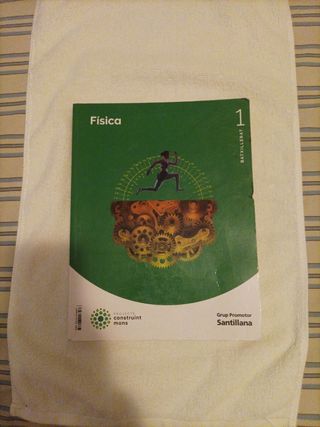 Física
1
BATXILLERAT
PROJECTE
construint
mons
Grup Promotor
Santillana